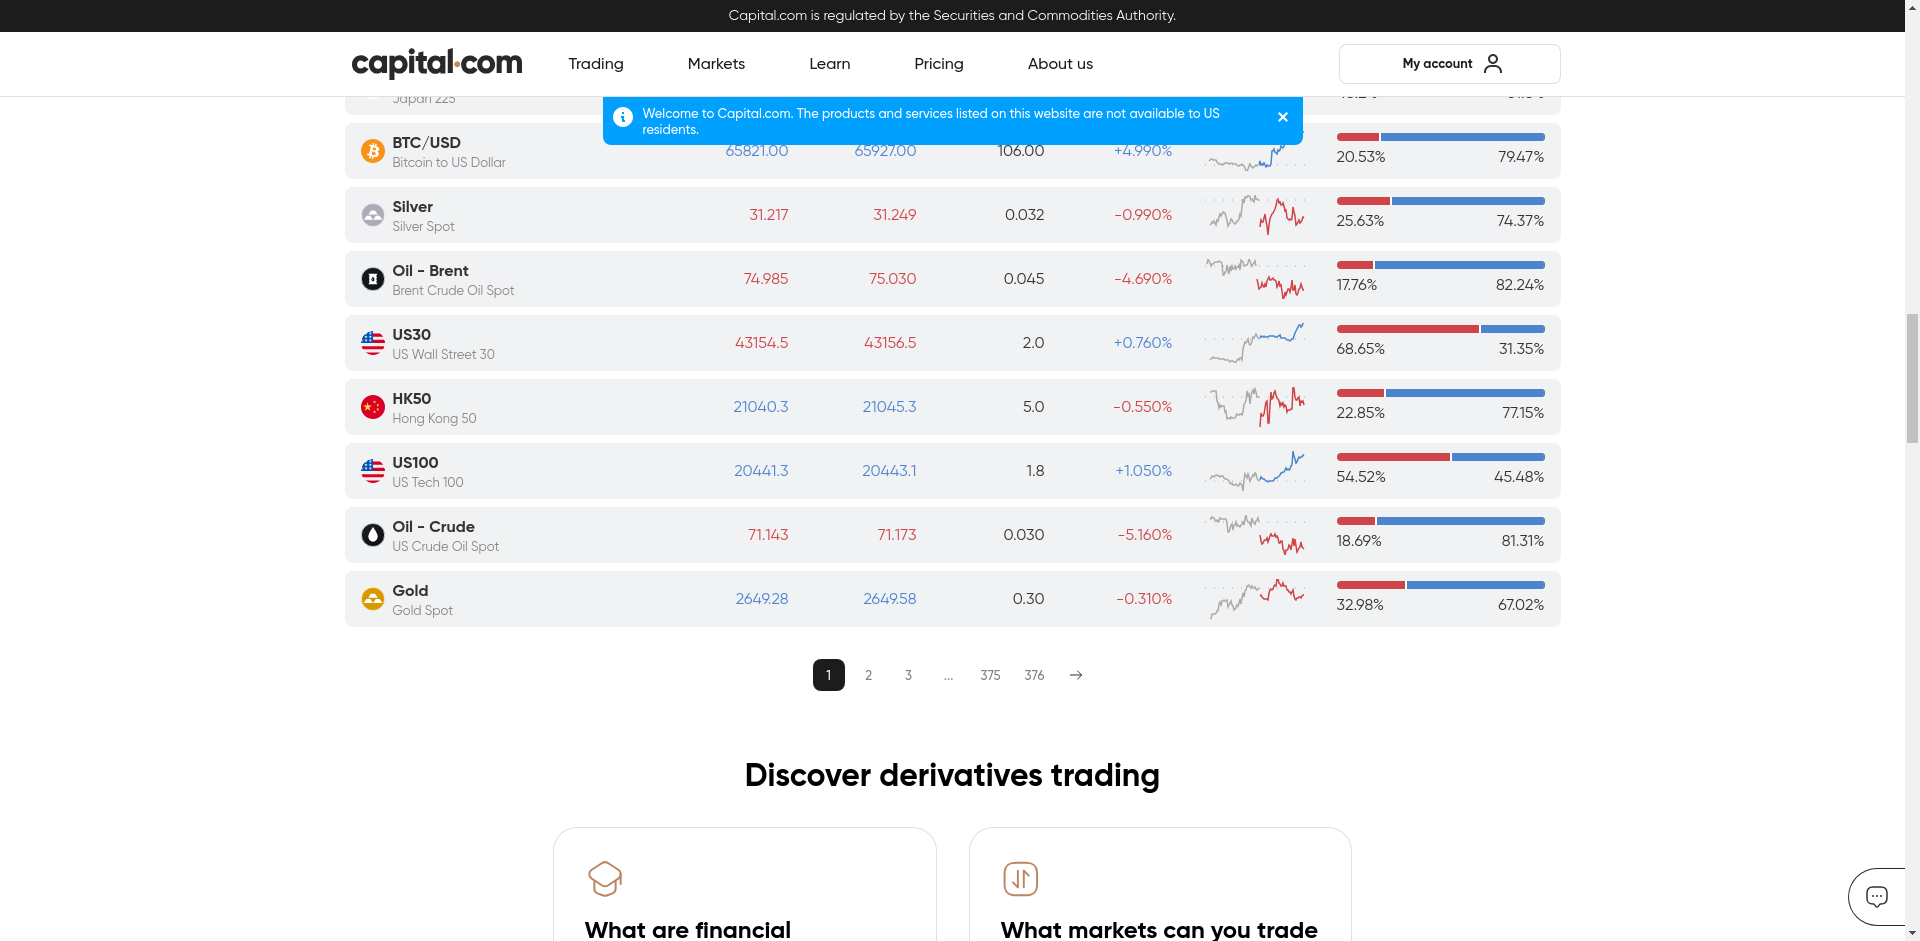 Capital.com is regulated by the Securities and Commodities Authority.
capital.com
Trading
Markets
Learn
Pricing
About us
My account
Japan 225
Welcome to Capital.com. The products and services listed on this website are not available to US
residents.
BTC/USD
Bitcoin to US Dollar
65821.00
65927.00
106.00
+4.990%
20.53%
79.47%
Silver
Silver Spot
31.217
31.249
0.032
-0.990%
25.63%
74.37%
Oil - Brent
Brent Crude Oil Spot
74.985
75.030
0.045
-4.690%
17.76%
82.24%
US30
US Wall Street 30
43154.5
43156.5
2.0
+0.760%
68.65%
31.35%
HK50
Hong Kong 50
21040.3
21045.3
5.0
-0.550%
22.85%
77.15%
US100
US Tech 100
20441.3
20443.1
1.8
+1.050%
54.52%
45.48%
Oil - Crude
US Crude Oil Spot
71.143
71.173
0.030
-5.160%
18.69%
81.31%
Gold
Gold Spot
2649.28
2649.58
0.30
-0.310%
32.98%
67.02%
1 2 3 ... 375 376
Discover derivatives trading
What are financial
What markets can you trade